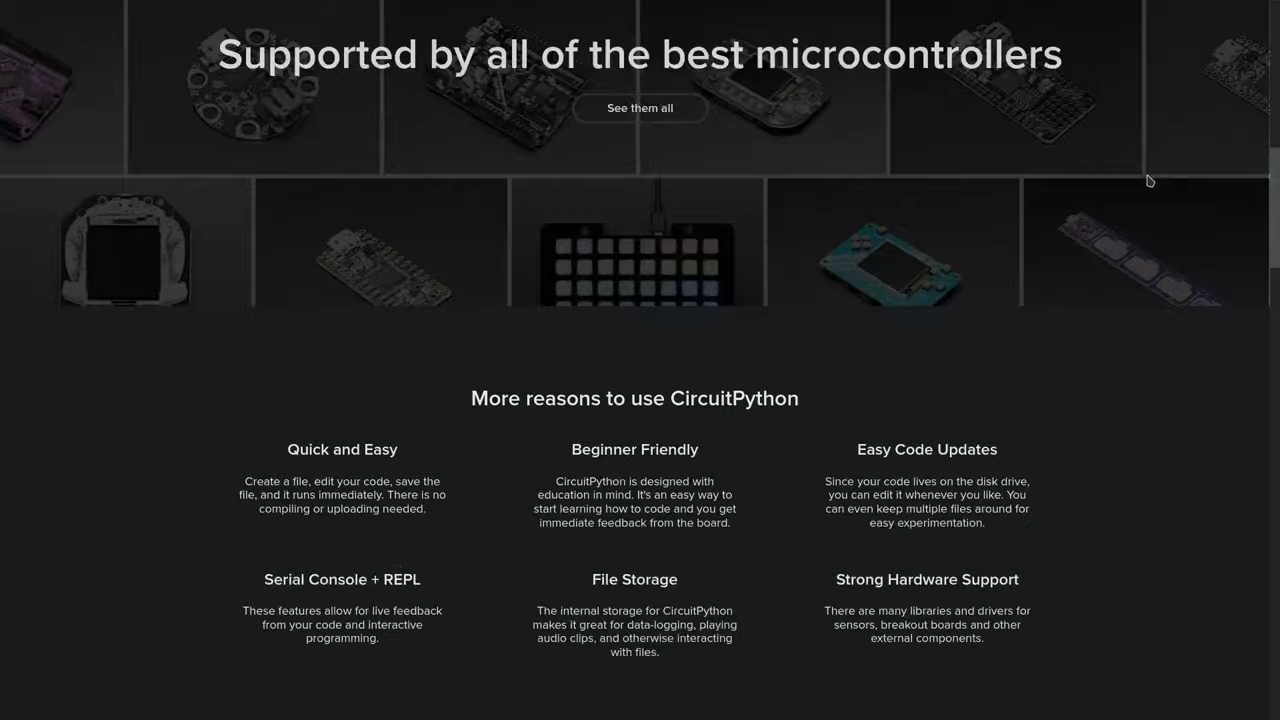 Supported by all of the best microcontrollers
See them all
More reasons to use CircuitPython
Quick and Easy
Create a file, edit your code, save the
file, and it runs immediately. There is no
compiling or uploading needed.
Beginner Friendly
CircuitPython is designed with
education in mind. It's an easy way to
start learning how to code and you get
immediate feedback from the board.
Easy Code Updates
Since your code lives on the disk drive,
you can edit it whenever you like. You
can even keep multiple files around for
easy experimentation.
Serial Console + REPL
These features allow for live feedback
from your code and interactive
programming.
File Storage
The internal storage for CircuitPython
makes it great for data-logging, playing
audio clips, and otherwise interacting
with files.
Strong Hardware Support
There are many libraries and drivers for
sensors, breakout boards and other
external components.